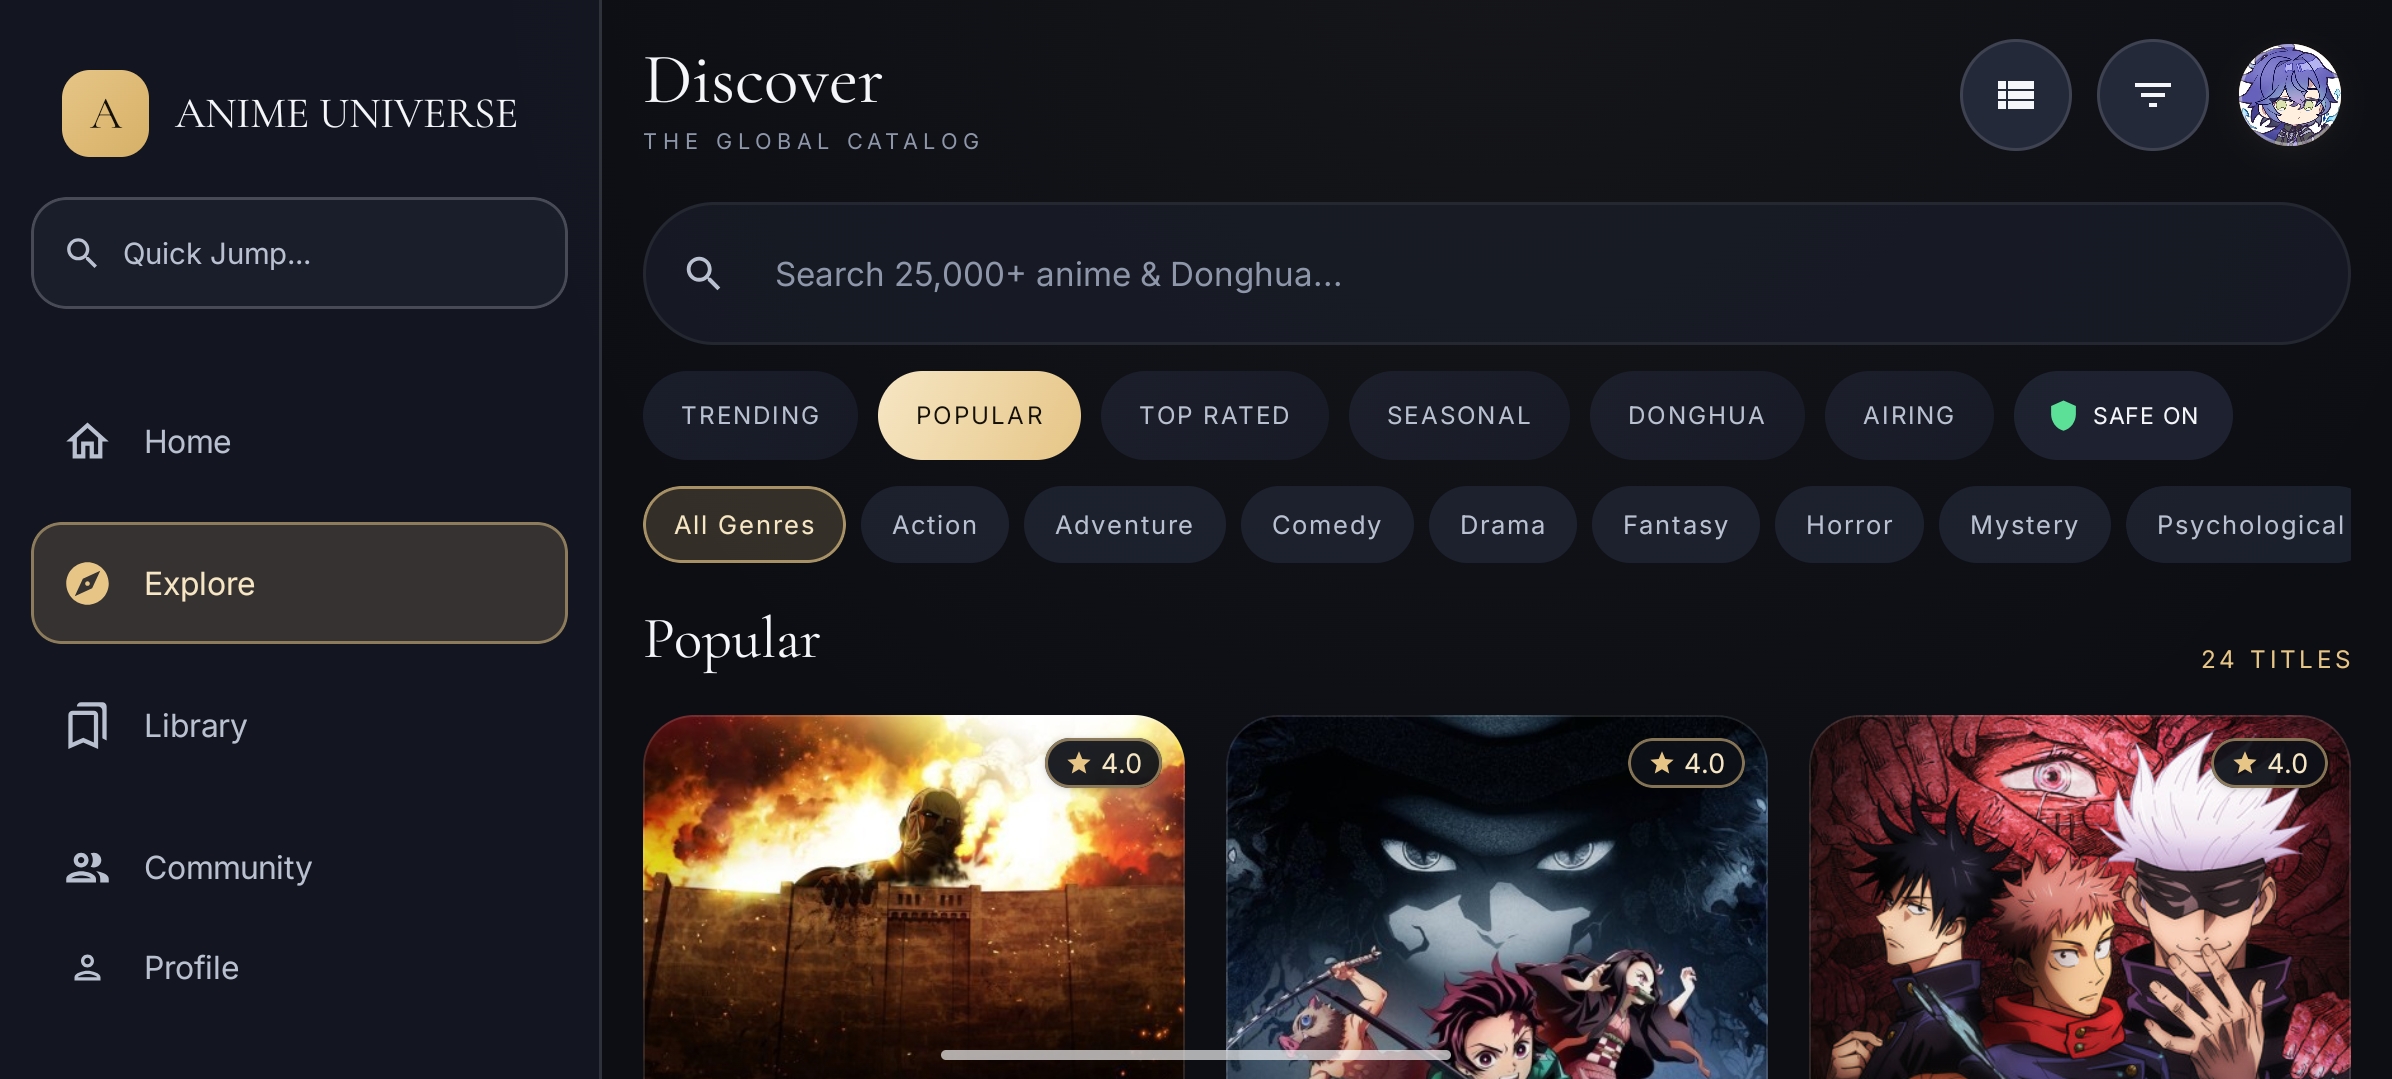 A ANIME UNIVERSE
Quick Jump...
Home
Explore
Library
Community
Profile
Discover
THE GLOBAL CATALOG
Search 25,000+ anime & Donghua...
TRENDING POPULAR TOP RATED SEASONAL DONGHUA AIRING SAFE ON
All Genres Action Adventure Comedy Drama Fantasy Horror Mystery Psychological
Popular
24 TITLES
4.0 4.0 4.0